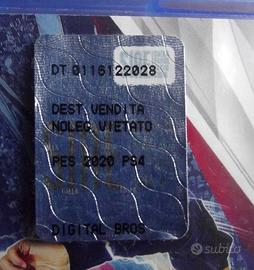 DT 0116122028
DEST.VENDITA
NOLEG.VIETATO
PES 2020 PS4
DIGITAL BROS
subito